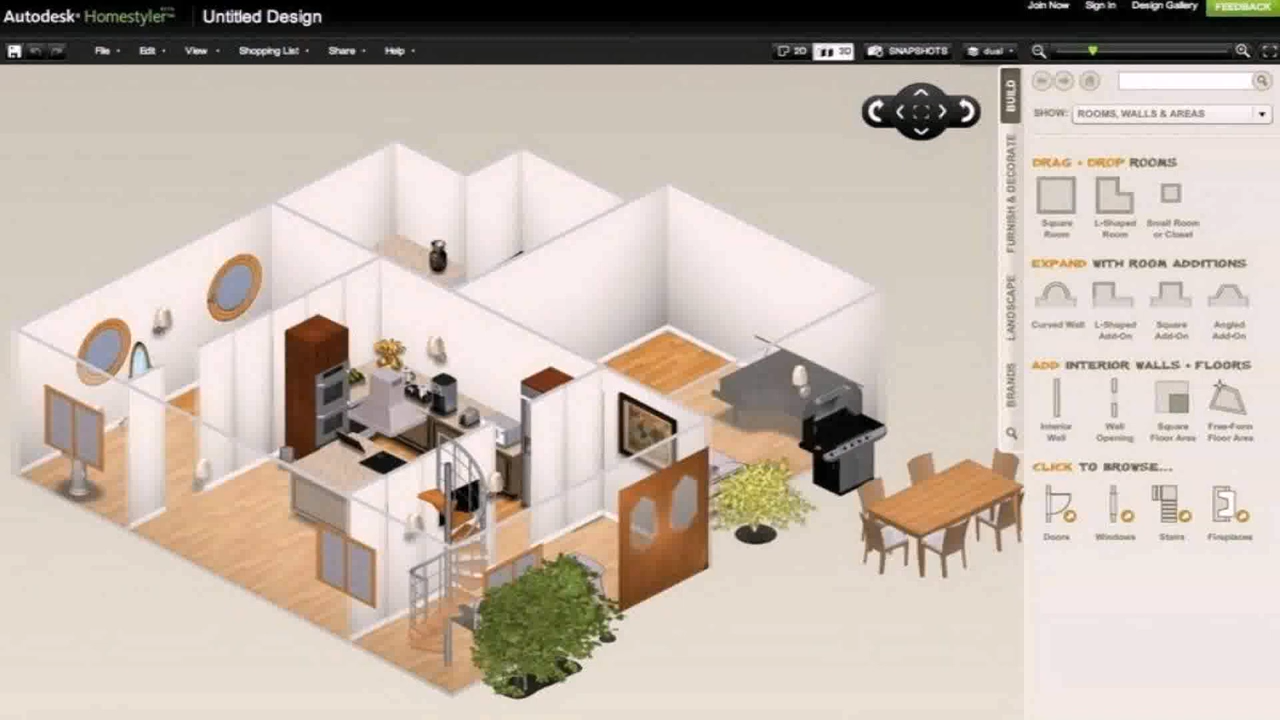 Autodesk® Homestyler™ BETA Untitled Design
Join Now Sign In Design Gallery FEEDBACK
File Edit View Shopping List Share Help
2D 3D SNAPSHOTS dual
BUILD
FURNISH & DECORATE
LANDSCAPE
BRANDS
SHOW: ROOMS, WALLS & AREAS
DRAG + DROP ROOMS
Square Room
L-Shaped Room
Small Room or Closet
EXPAND WITH ROOM ADDITIONS
Curved Wall
L-Shaped Add-On
Square Add-On
Angled Add-On
ADD INTERIOR WALLS + FLOORS
Interior Wall
Wall Opening
Square Floor Area
Free-Form Floor Area
CLICK TO BROWSE...
Doors Windows Stairs Fireplaces